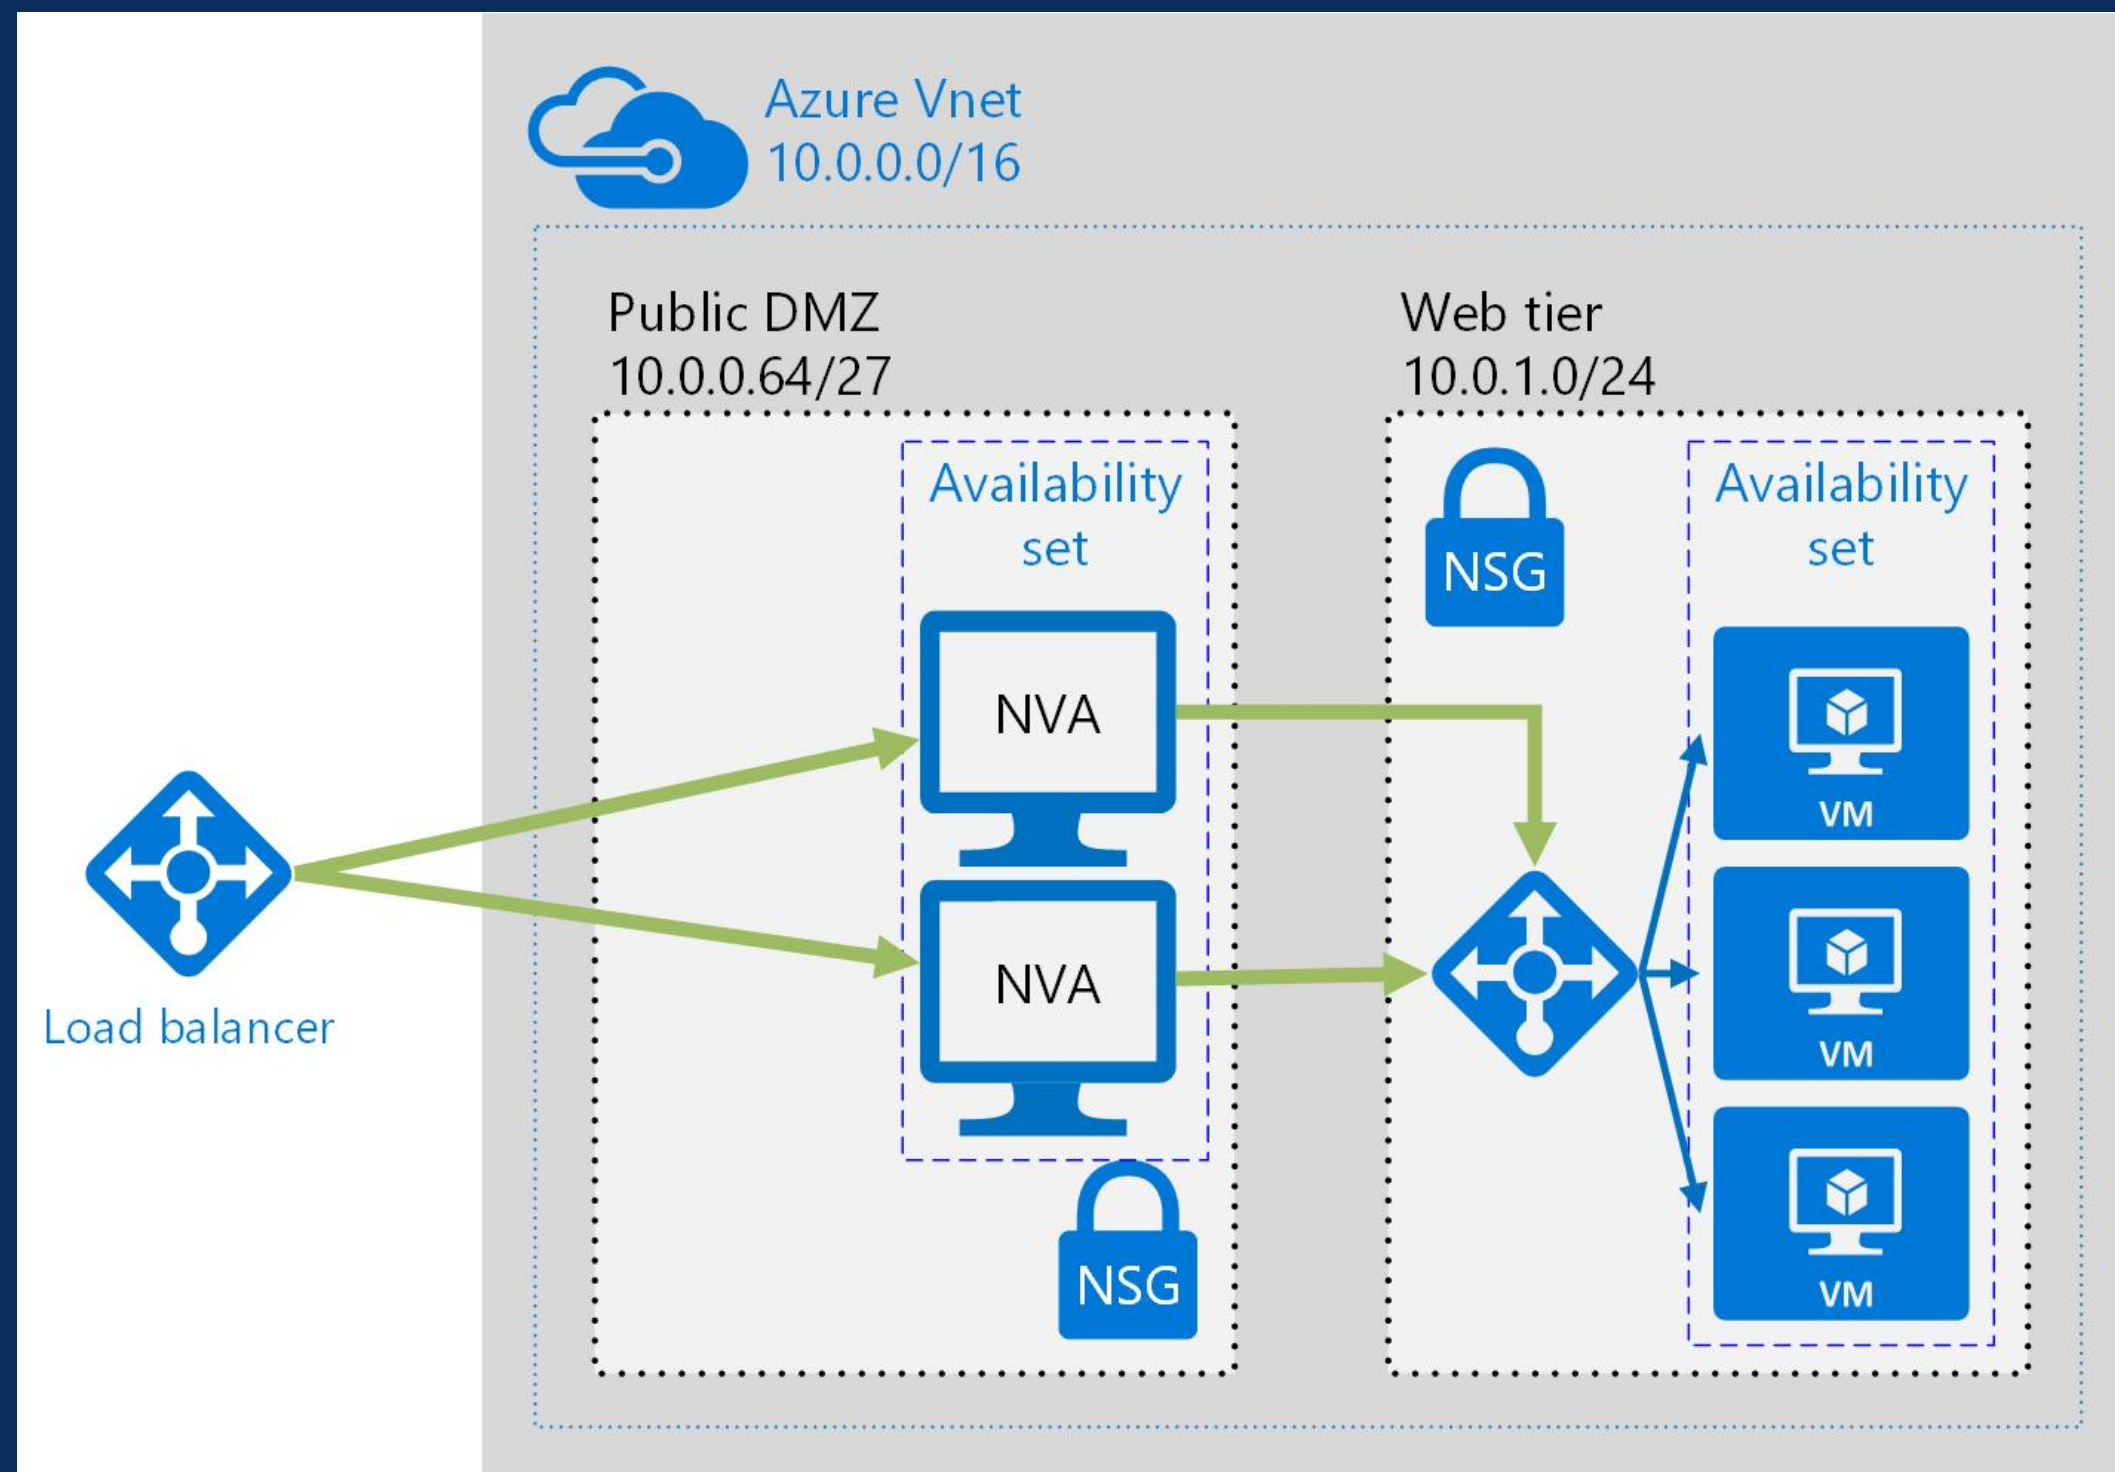 Azure Vnet
10.0.0.0/16
Public DMZ
10.0.0.64/27
Availability
set
NVA
NVA
NSG
Web tier
10.0.1.0/24
NSG
Availability
set
VM
VM
VM
Load balancer